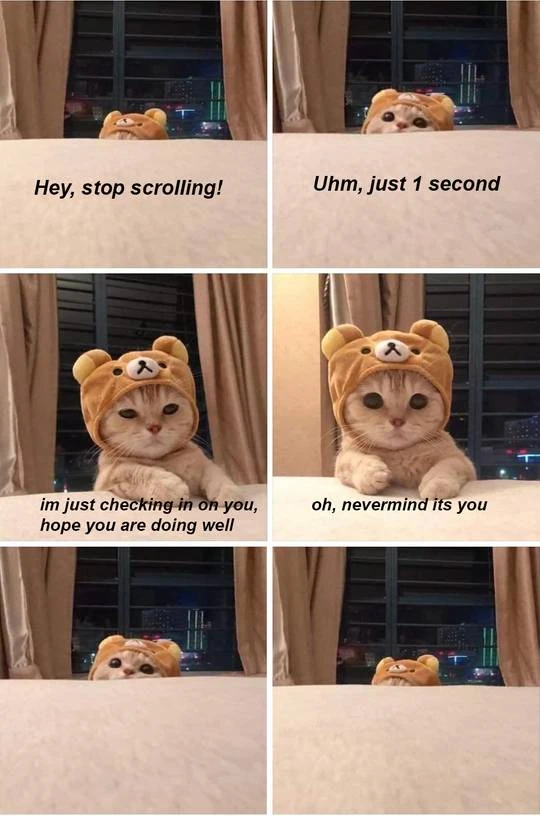 Hey, stop scrolling!
Uhm, just 1 second
im just checking in on you,
hope you are doing well
oh, nevermind its you